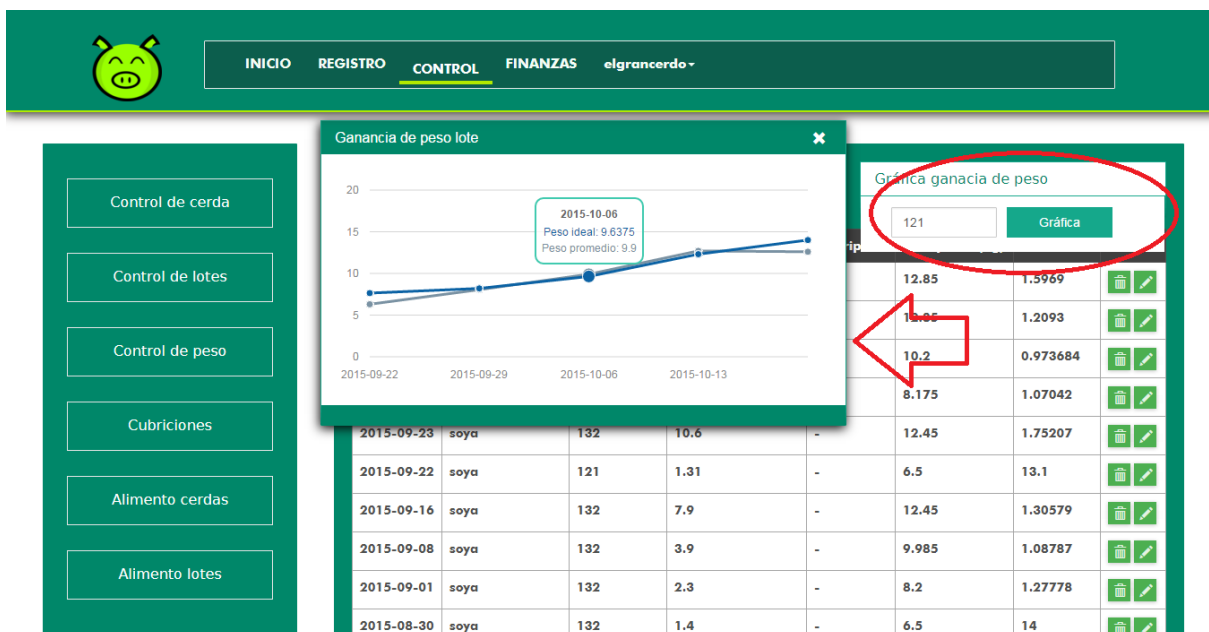 INICIO REGISTRO CONTROL FINANZAS elgrancerdo
Control de cerda
Control de lotes
Control de peso
Cubriciones
Alimento cerdas
Alimento lotes
Ganancia de peso lote
20
15
10
5
0
2015-09-22 2015-09-29 2015-10-06 2015-10-13
2015-10-06
Peso ideal: 9.6375
Peso promedio: 9.9
Gráfica ganacia de peso
121 Gráfica
12.85 1.5969
1.2093
10.2 0.973684
8.175 1.07042
2015-09-23 soya 132 10.6 - 12.45 1.75207
2015-09-22 soya 121 1.31 - 6.5 13.1
2015-09-16 soya 132 7.9 - 12.45 1.30579
2015-09-08 soya 132 3.9 - 9.985 1.08787
2015-09-01 soya 132 2.3 - 8.2 1.27778
2015-08-30 soya 132 1.4 - 6.5 14